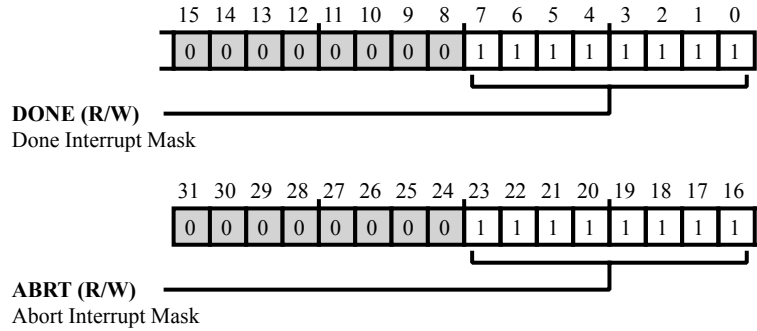 15 14 13 12 11 10 9 8 7 6 5 4 3 2 1 0
0 0 0 0 0 0 0 0 1 1 1 1 1 1 1 1
DONE (R/W)
Done Interrupt Mask
31 30 29 28 27 26 25 24 23 22 21 20 19 18 17 16
0 0 0 0 0 0 0 0 1 1 1 1 1 1 1 1
ABRT (R/W)
Abort Interrupt Mask